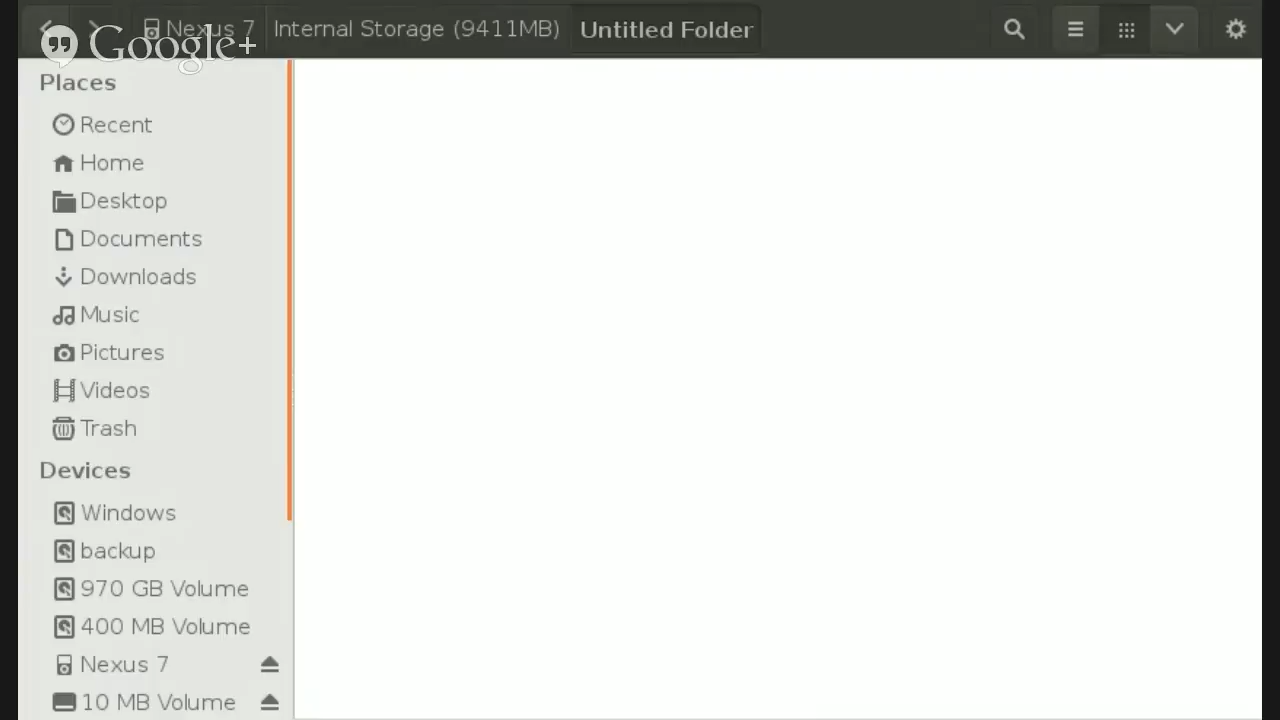 Nexus 7 Internal Storage (9411MB) Untitled Folder
Google+
Places
Recent
Home
Desktop
Documents
Downloads
Music
Pictures
Videos
Trash
Devices
Windows
backup
970 GB Volume
400 MB Volume
Nexus 7
10 MB Volume